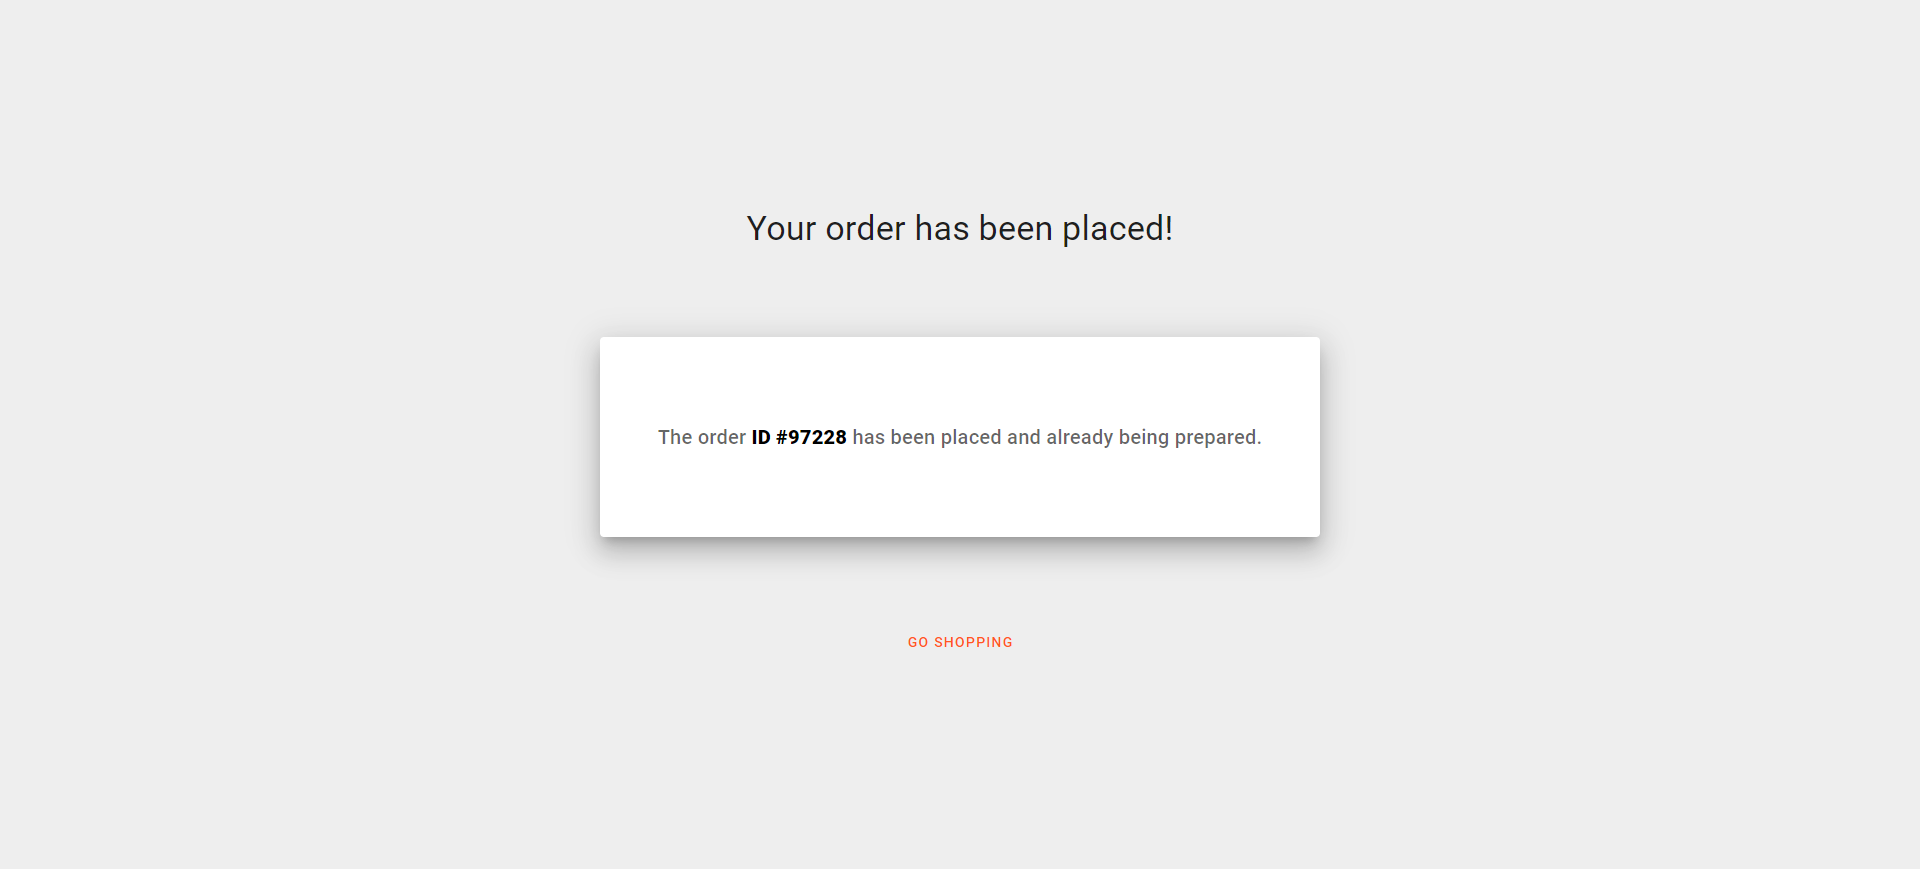 Your order has been placed!
The order ID #97228 has been placed and already being prepared.
GO SHOPPING